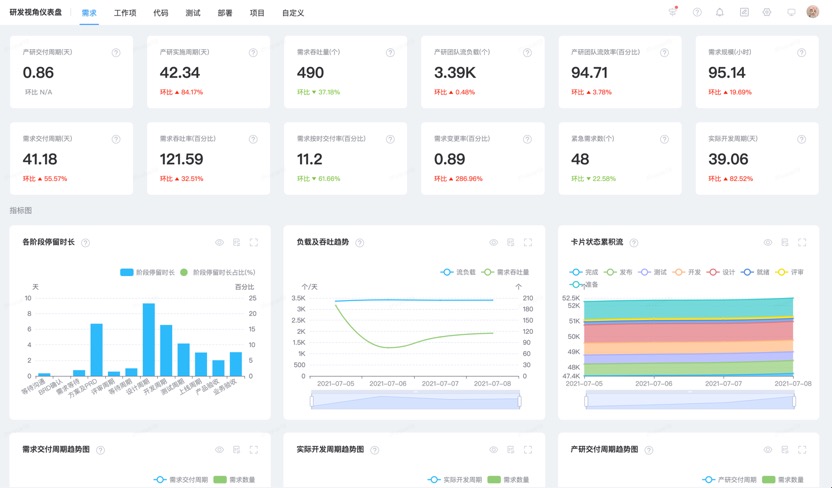 研发视角仪表盘 需求 工作项 代码 测试 部署 项目 自定义
产研交付周期(天) 产研实施周期(天) 需求吞吐量(个) 产研团队流负载(个) 产研团队流效率(百分比) 需求规模(小时)
0.86 42.34 490 3.39K 94.71 95.14
环比 N/A 环比 ▲ 84.17% 环比 ▼ 37.18% 环比 ▲ 0.46% 环比 ▲ 3.78% 环比 ▲ 19.69%
需求交付周期(天) 需求吞吐率(百分比) 需求按时交付率(百分比) 需求变更率(百分比) 紧急需求数(个) 实际开发周期(天)
41.18 121.59 11.2 0.89 48 39.06
环比 ▲ 55.57% 环比 ▲ 32.51% 环比 ▼ 61.66% 环比 ▲ 286.96% 环比 ▼ 22.58% 环比 ▲ 82.52%
指标图
各阶段停留时长
阶段停留时长 阶段停留时长占比(%)
天 百分比
10 25
8 20
6 15
4 10
2 5
0 0
等待沟通 BRD确认 需求等待 方案及PRD 评审周期 等待周期 设计周期 开发周期 测试周期 上线周期 产品验收 业务验收
负载及吞吐趋势
流负载 需求吞吐量
个/天 个
3.5K 210
3K 180
2.5K 150
2K 120
1.5K 90
1K 60
500 30
0 0
2021-07-05 2021-07-06 2021-07-07 2021-07-08
卡片状态累积流
完成 发布 测试 开发 设计 就绪 评审
准备
个
52.5K
52K
51K
50K
49K
48K
47.4K
2021-07-05 2021-07-06 2021-07-07 2021-07-08
需求交付周期趋势图 实际开发周期趋势图 产研交付周期趋势图
需求交付周期 需求数量 实际开发周期 需求数量 产研交付周期 需求数量